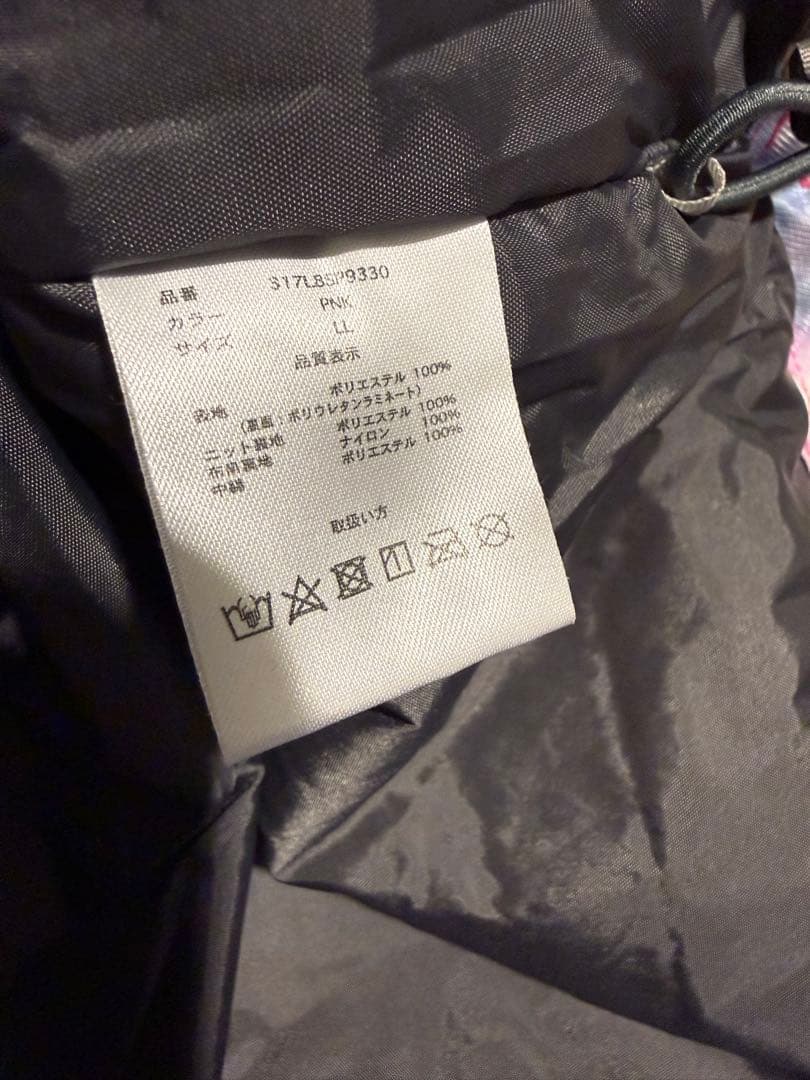 品番 S17LBSP9330
カラー PNK
サイズ LL
品質表示
表地 ポリエステル 100%
(裏面:ポリウレタンラミネート)
ニット裏地 ポリエステル 100%
布帛裏地 ナイロン 100%
中綿 ポリエステル 100%
取扱い方